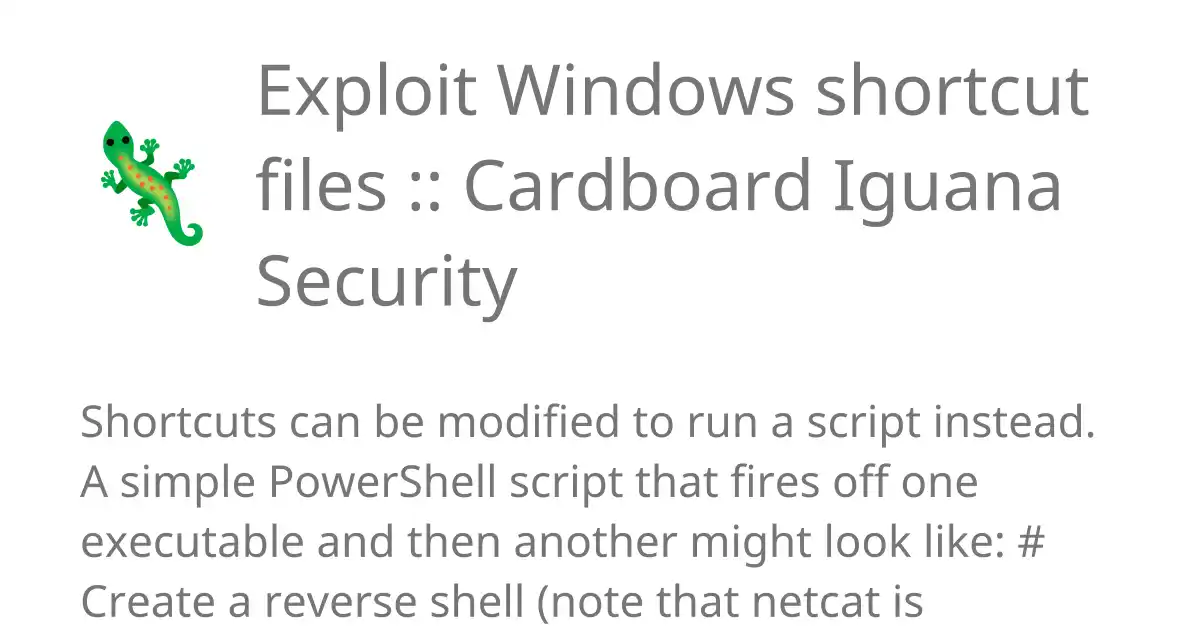 Exploit Windows shortcut
files :: Cardboard Iguana
Security
Shortcuts can be modified to run a script instead.
A simple PowerShell script that fires off one
executable and then another might look like: #
Create a reverse shell (note that netcat is